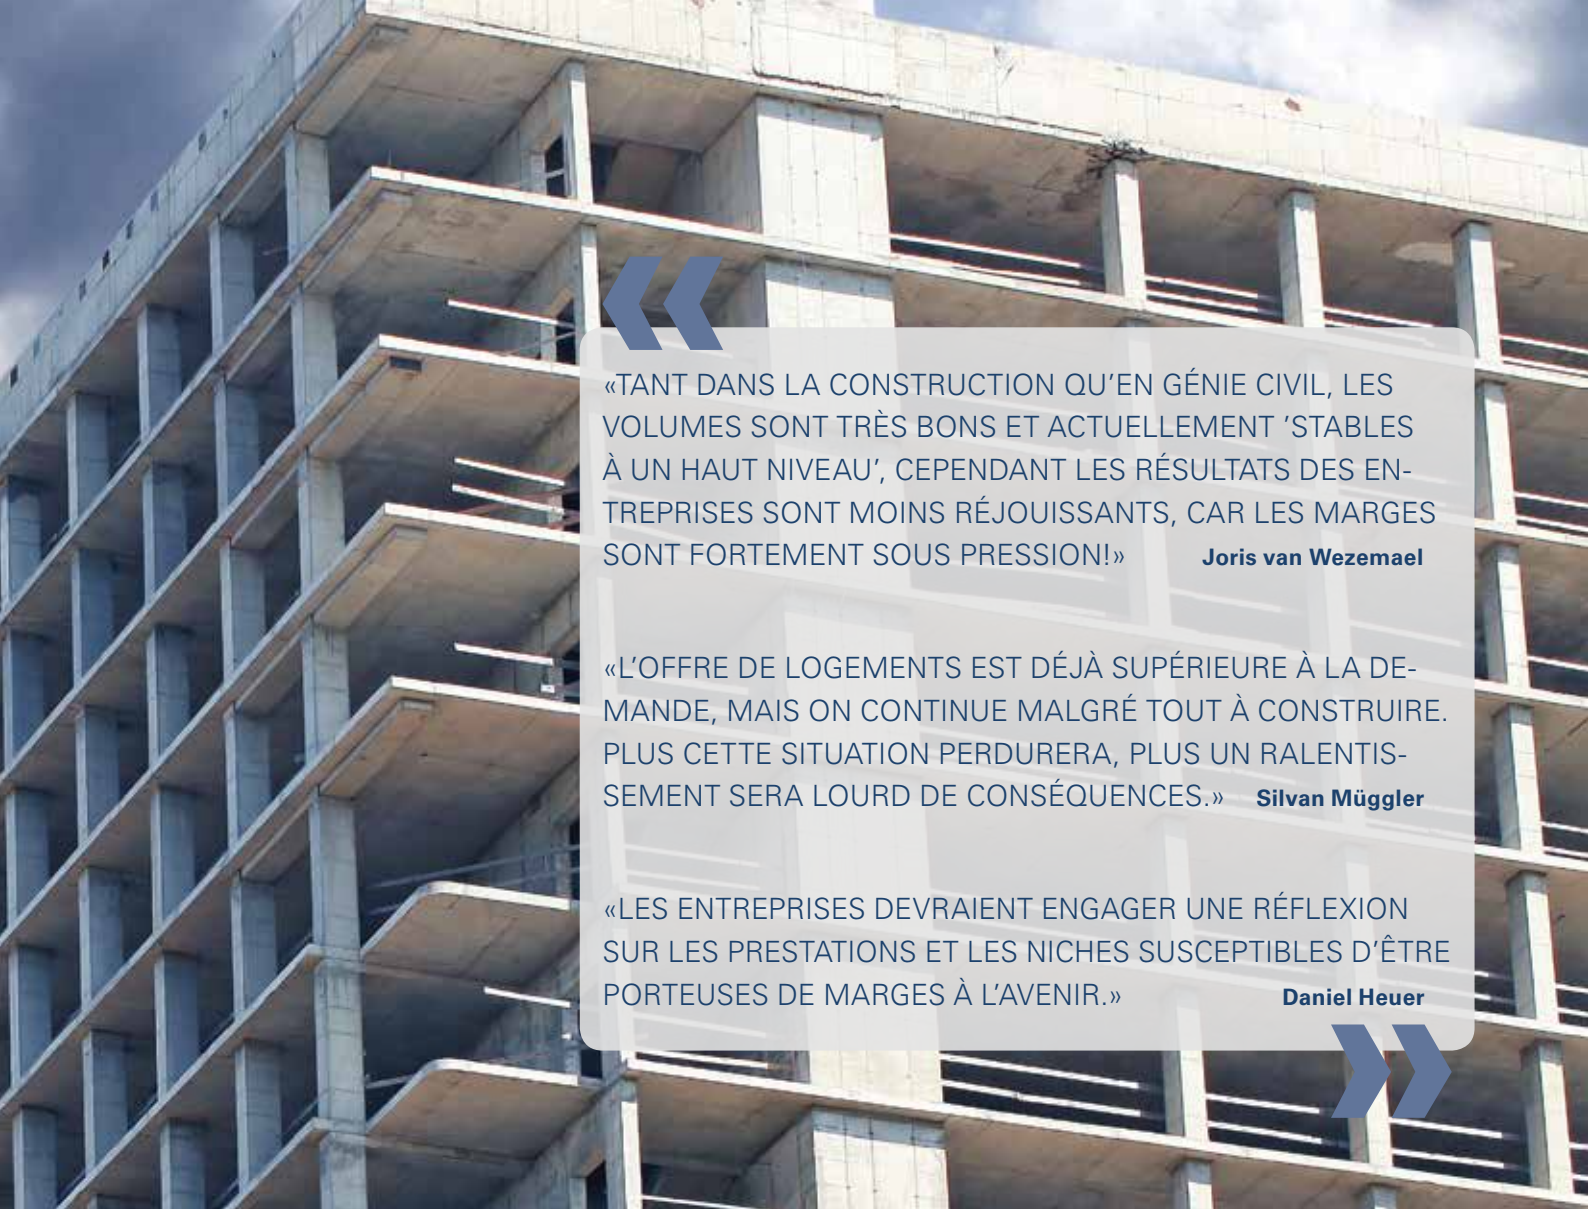 «TANT DANS LA CONSTRUCTION QU’EN GÉNIE CIVIL, LES
VOLUMES SONT TRÈS BONS ET ACTUELLEMENT ’STABLES
À UN HAUT NIVEAU’, CEPENDANT LES RÉSULTATS DES EN-
TREPRISES SONT MOINS RÉJOUISSANTS, CAR LES MARGES
SONT FORTEMENT SOUS PRESSION!» Joris van Wezemael
«L’OFFRE DE LOGEMENTS EST DÉJÀ SUPÉRIEURE À LA DE-
MANDE, MAIS ON CONTINUE MALGRÉ TOUT À CONSTRUIRE.
PLUS CETTE SITUATION PERDURERA, PLUS UN RALENTIS-
SEMENT SERA LOURD DE CONSÉQUENCES.» Silvan Müggler
«LES ENTREPRISES DEVRAIENT ENGAGER UNE RÉFLEXION
SUR LES PRESTATIONS ET LES NICHES SUSCEPTIBLES D’ÊTRE
PORTEUSES DE MARGES À L’AVENIR.» Daniel Heuer